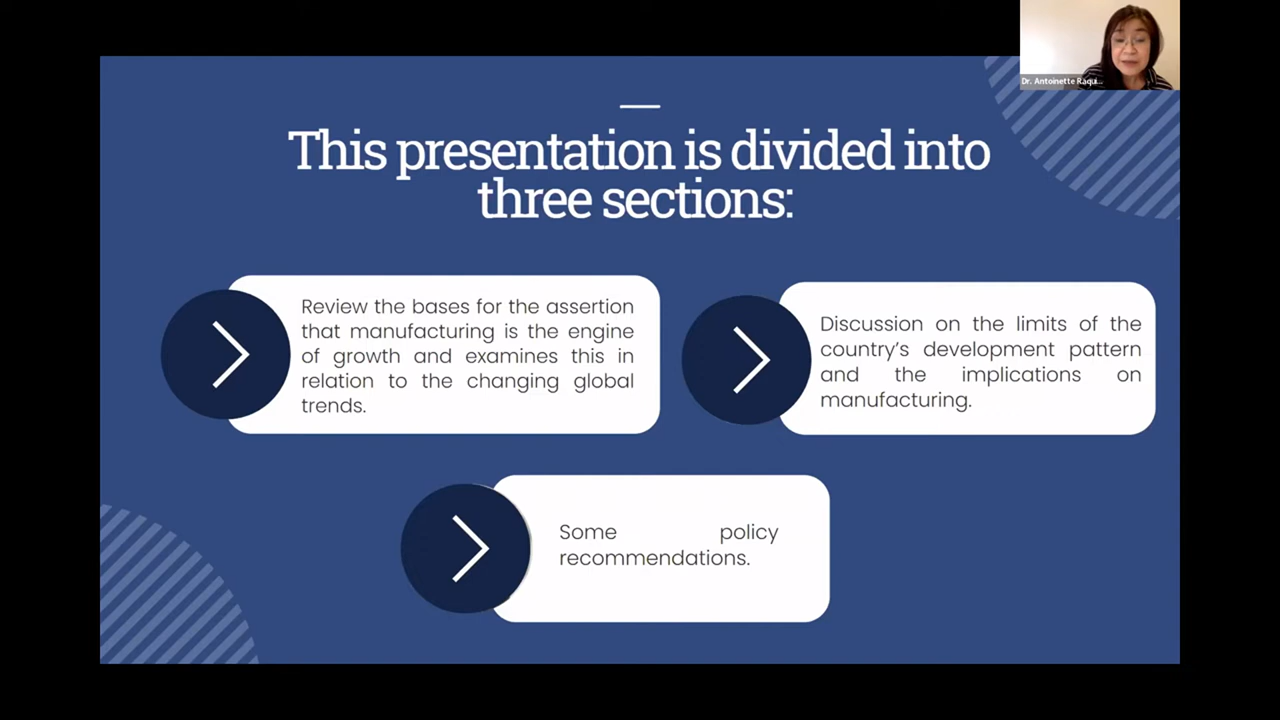 Dr. Antoinette Raqui...
This presentation is divided into
three sections:
Review the bases for the assertion
that manufacturing is the engine
of growth and examines this in
relation to the changing global
trends.
Discussion on the limits of the
country's development pattern
and the implications on
manufacturing.
Some policy
recommendations.